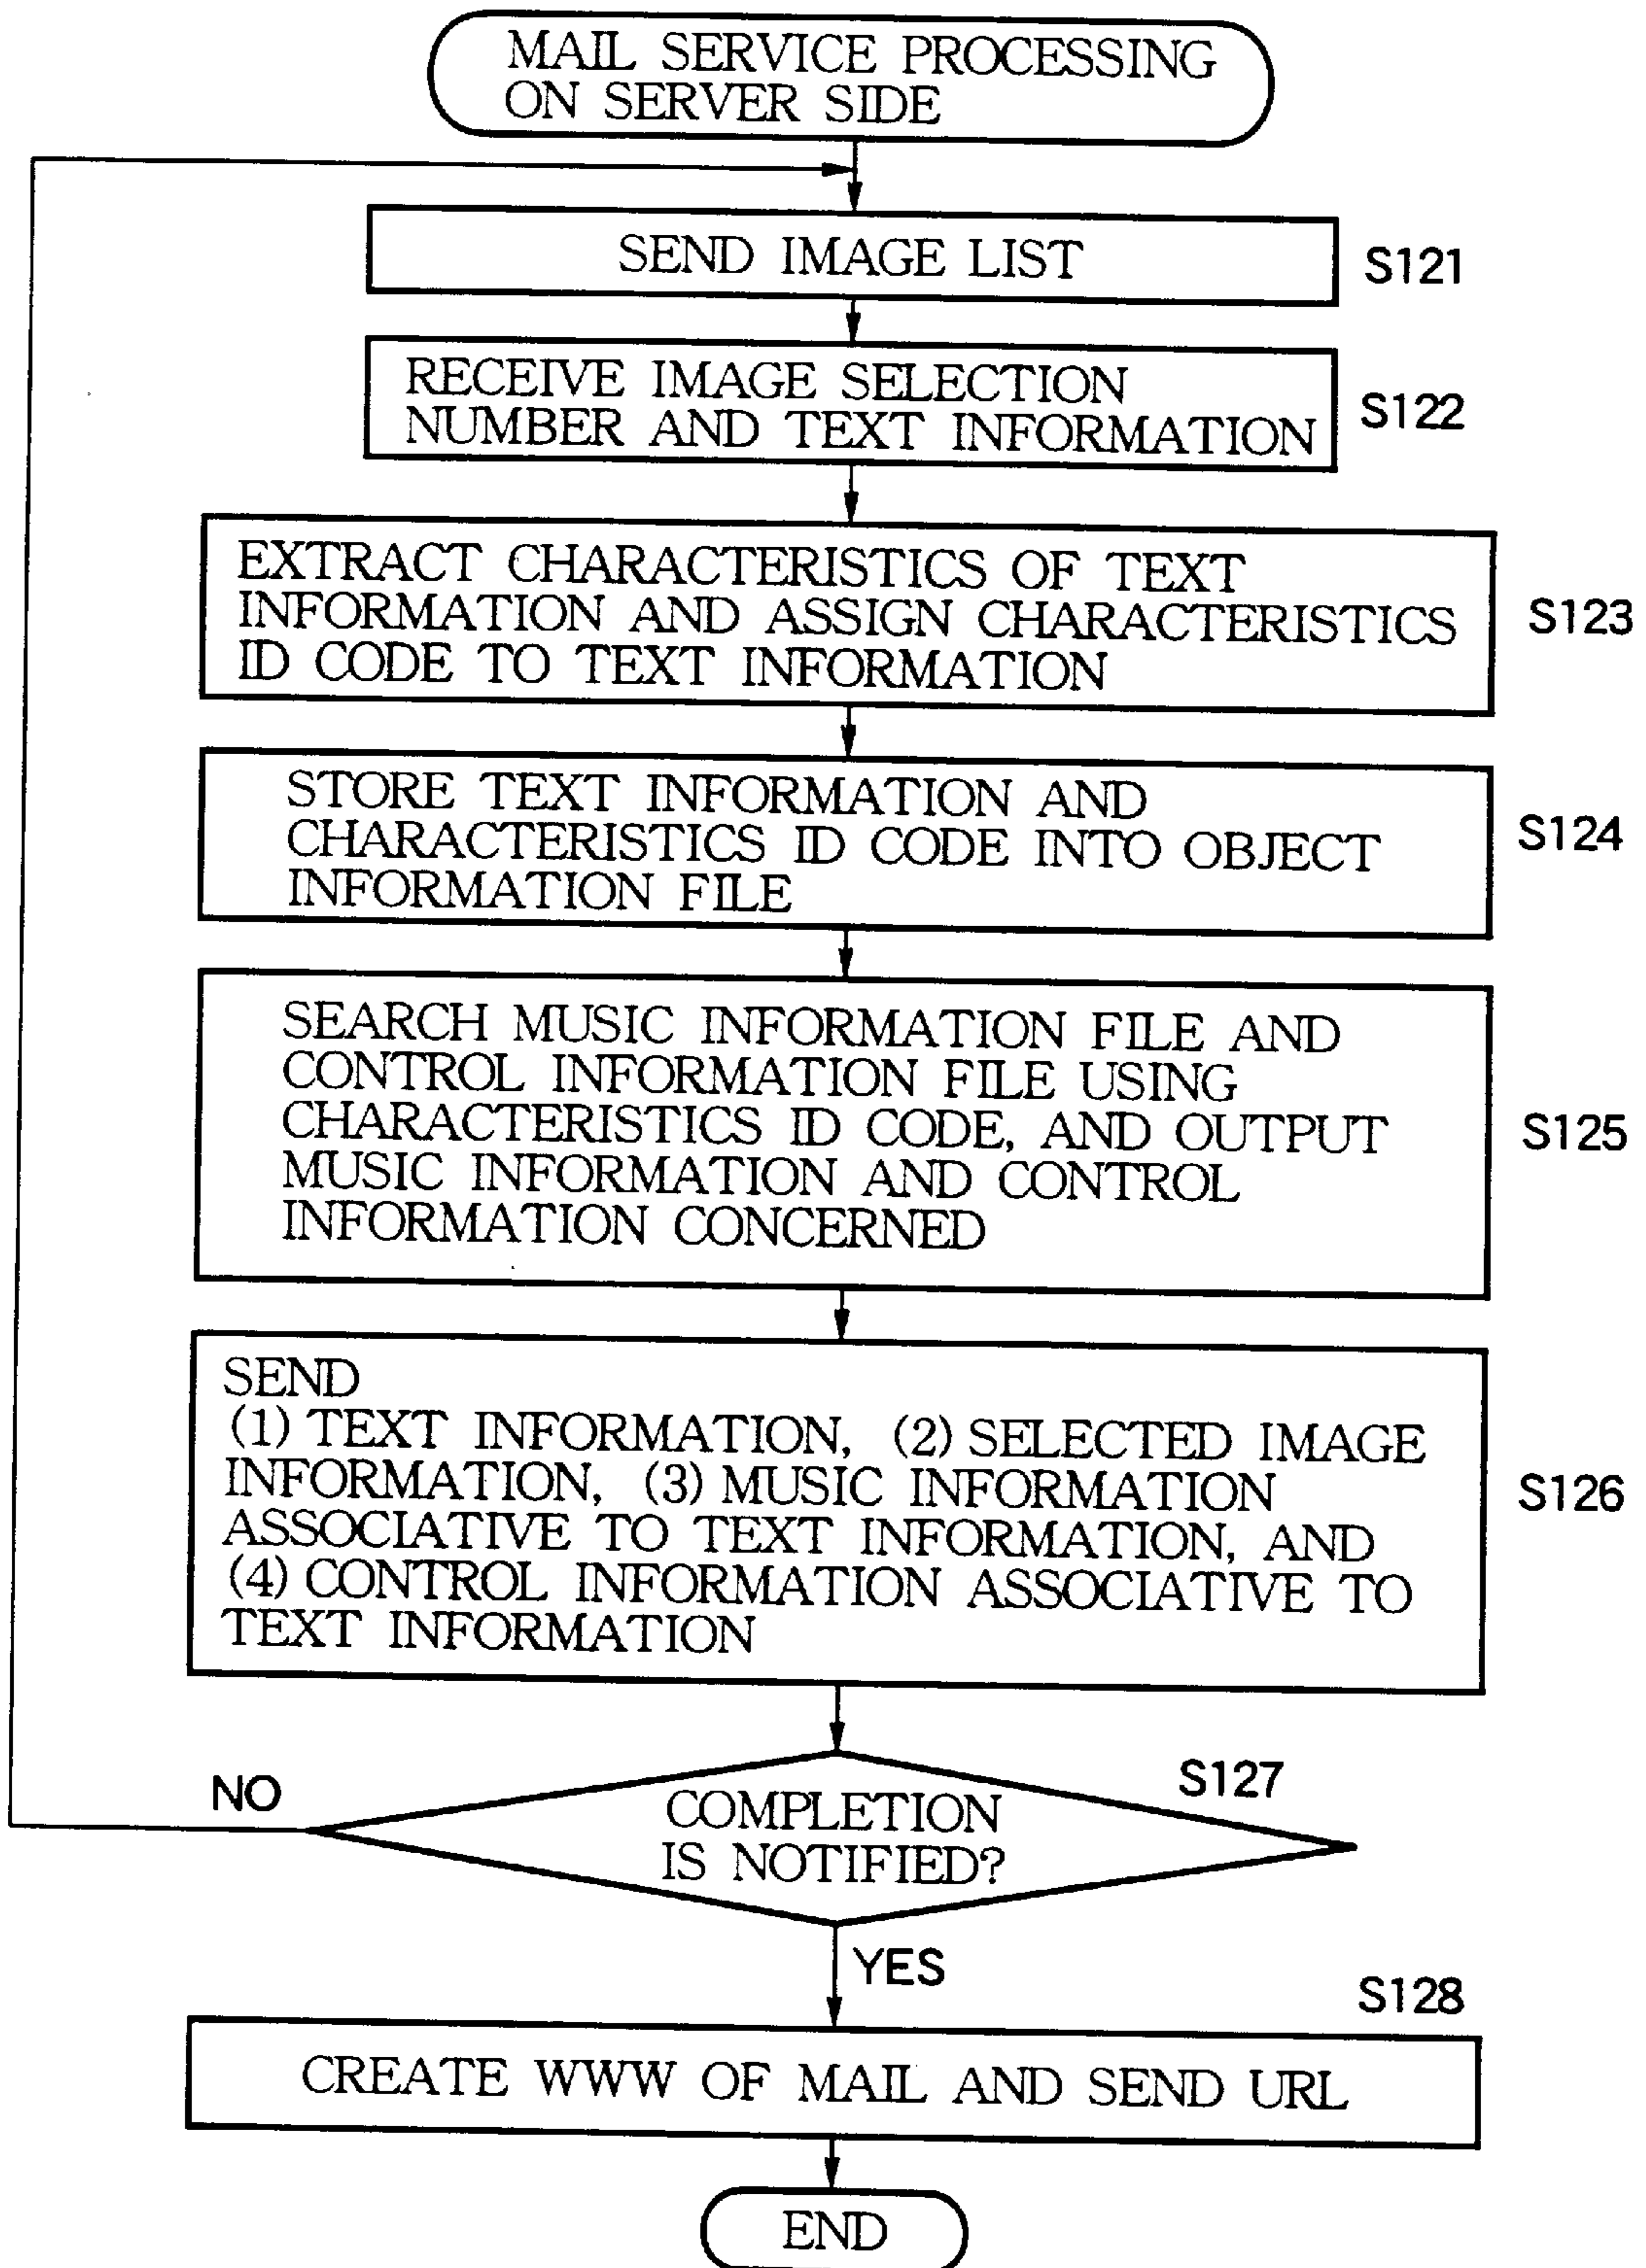 MAIL SERVICE PROCESSING
ON SERVER SIDE
SEND IMAGE LIST
S121
RECEIVE IMAGE SELECTION
NUMBER AND TEXT INFORMATION
S122
EXTRACT CHARACTERISTICS OF TEXT
INFORMATION AND ASSIGN CHARACTERISTICS
ID CODE TO TEXT INFORMATION
S123
STORE TEXT INFORMATION AND
CHARACTERISTICS ID CODE INTO OBJECT
INFORMATION FILE
S124
SEARCH MUSIC INFORMATION FILE AND
CONTROL INFORMATION FILE USING
CHARACTERISTICS ID CODE, AND OUTPUT
MUSIC INFORMATION AND CONTROL
INFORMATION CONCERNED
S125
SEND
(1) TEXT INFORMATION, (2) SELECTED IMAGE
INFORMATION, (3) MUSIC INFORMATION
ASSOCIATIVE TO TEXT INFORMATION, AND
(4) CONTROL INFORMATION ASSOCIATIVE TO
TEXT INFORMATION
S126
S127
NO
COMPLETION
IS NOTIFIED?
YES
S128
CREATE WWW OF MAIL AND SEND URL
END